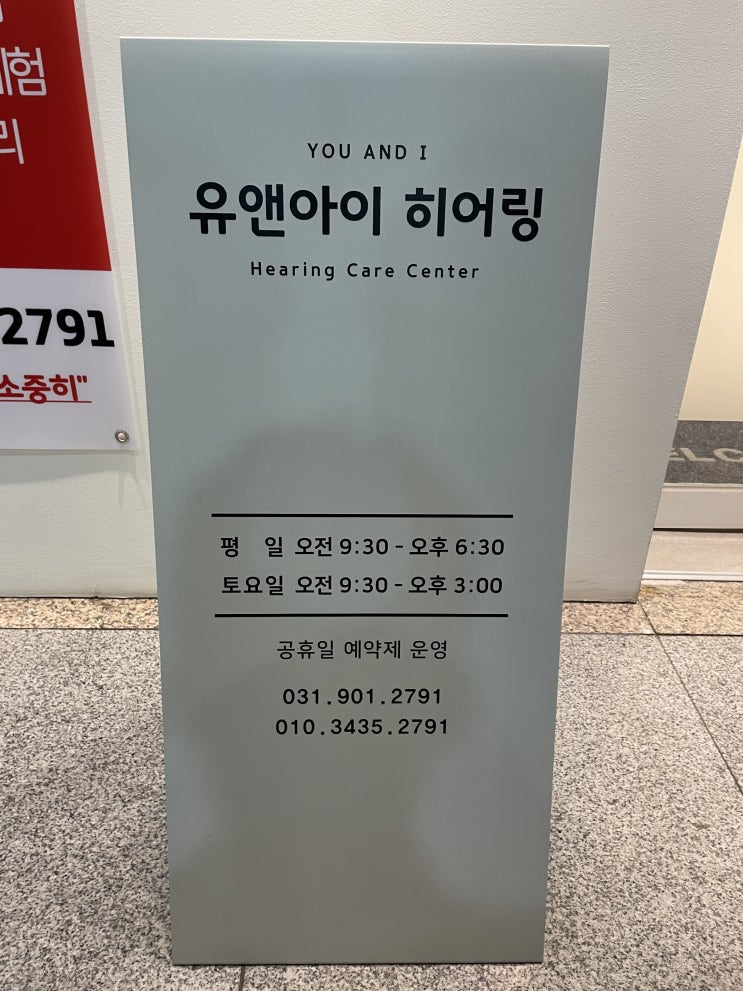 YOU AND I
유앤아이 히어링
Hearing Care Center
평 일 오전 9:30 - 오후 6:30
토요일 오전 9:30 - 오후 3:00
공휴일 예약제 운영
031.901.2791
010.3435.2791
2791
소중히"